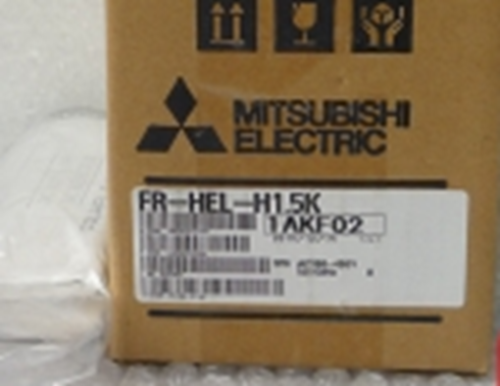 MITSUBISHI
ELECTRIC
FR-HEL-H1.5K
1AKF02